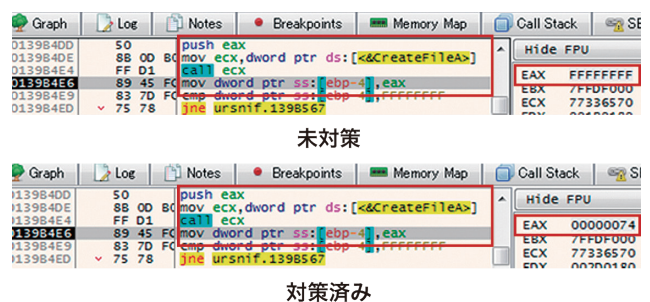 Graph Log Notes Breakpoints Memory Map Call Stack
0139B4DD 50 push eax Hide FPU
0139B4DE 8B 0D mov ecx,dword ptr ds:[<&CreateFileA>]
0139B4E4 FF D1 call ecx EAX FFFFFFFF
0139B4E6 89 45 FC mov dword ptr ss:[ebp-4],eax EBX 7FFDF000
0139B4E9 83 7D FC cmp dword ptr ss:[ebp-4],FFFFFFFF ECX 77336570
0139B4ED 75 78 jne ursnif.139B567
未対策
Graph Log Notes Breakpoints Memory Map Call Stack
0139B4DD 50 push eax Hide FPU
0139B4DE 8B 0D mov ecx,dword ptr ds:[<&CreateFileA>]
0139B4E4 FF D1 call ecx EAX 00000074
0139B4E6 89 45 FC mov dword ptr ss:[ebp-4],eax EBX 7FFDF000
0139B4E9 83 7D FC cmp dword ptr ss:[ebp-4],FFFFFFFF ECX 77336570
0139B4ED 75 78 jne ursnif.139B567
対策済み